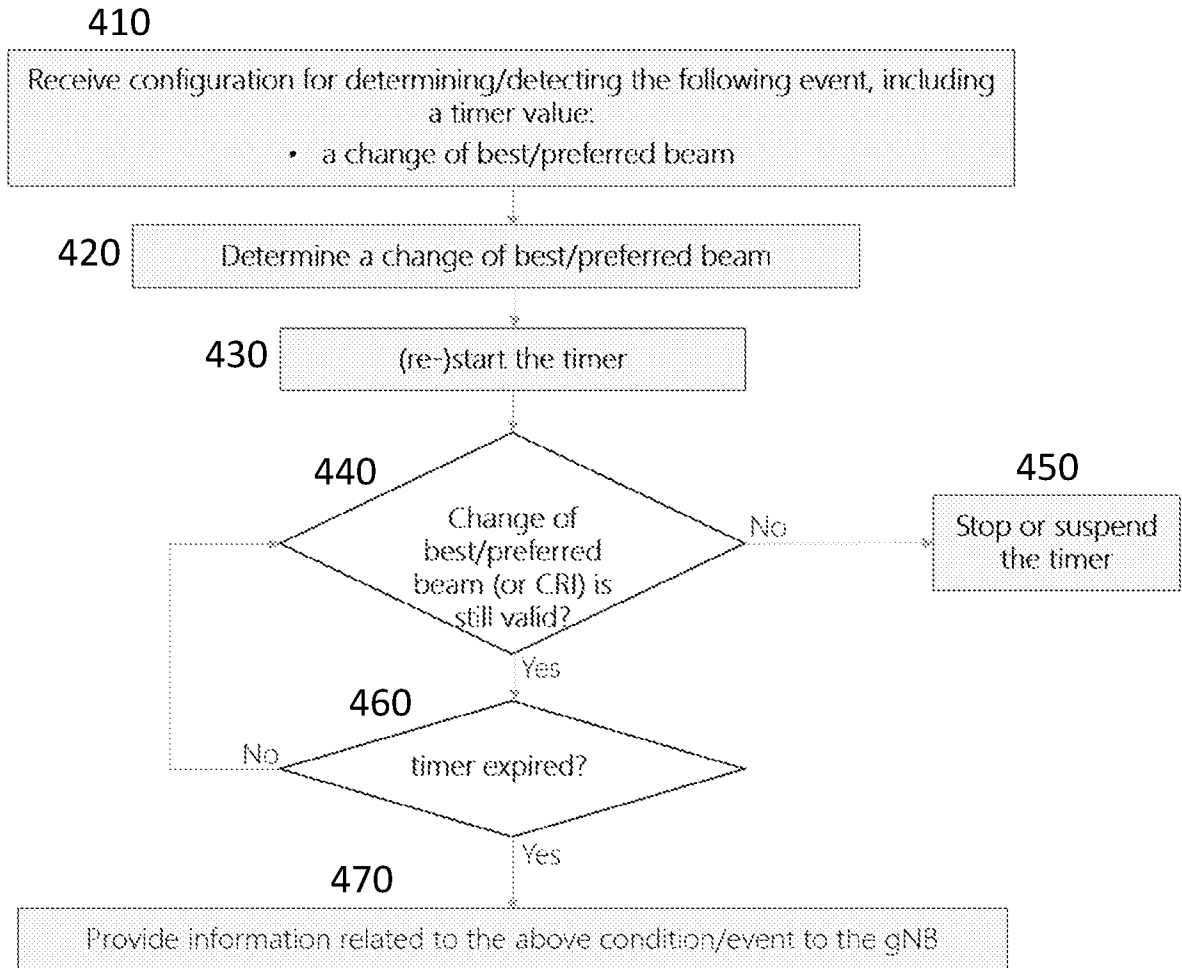 410
Receive configuration for determining/detecting the following event, including
a timer value:
• a change of best/preferred beam
420
Determine a change of best/preferred beam
430
(re-)start the timer
440
Change of
best/preferred
beam (or CRI) is
still valid?
No
450
Stop or suspend
the timer
Yes
460
timer expired?
No
Yes
470
Provide information related to the above condition/event to the gNB